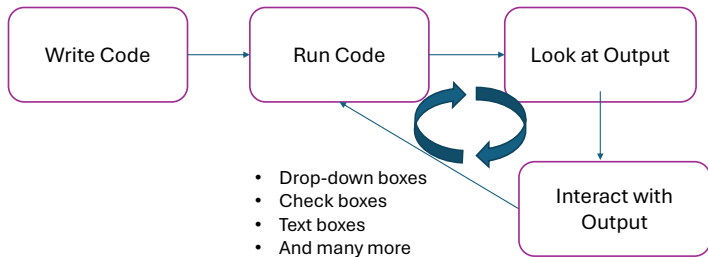 Write Code
Run Code
Look at Output
Interact with
Output
• Drop-down boxes
• Check boxes
• Text boxes
• And many more